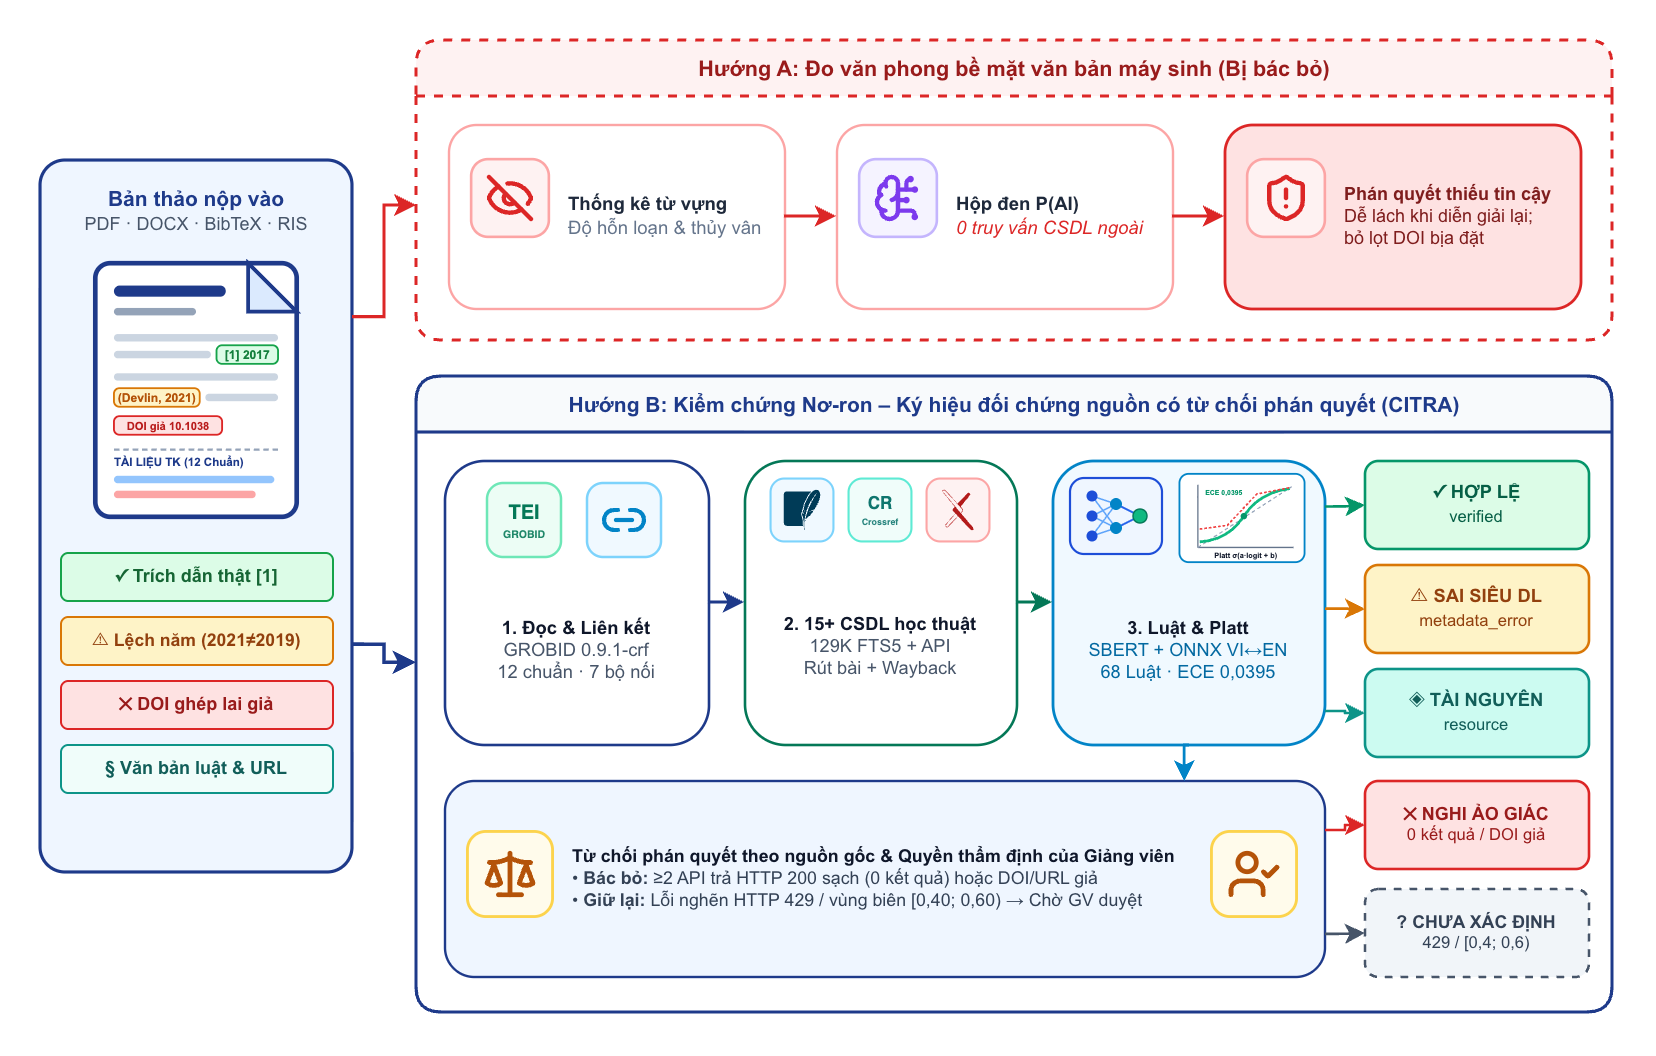 Hướng A: Đo văn phong bề mặt văn bản máy sinh (Bị bác bỏ)
Thống kê từ vựng
Độ hỗn loạn & thủy vân
Hộp đen P(AI)
0 truy vấn CSDL ngoài
Phán quyết thiếu tin cậy
Dễ lách khi diễn giải lại;
bỏ lọt DOI bịa đặt
Bản thảo nộp vào
PDF · DOCX · BibTeX · RIS
[1] 2017
(Devlin, 2021)
DOI giả 10.1038
TÀI LIỆU TK (12 Chuẩn)
✓ Trích dẫn thật [1]
⚠ Lệch năm (2021≠2019)
✕ DOI ghép lai giả
§ Văn bản luật & URL
Hướng B: Kiểm chứng Nơ-ron – Ký hiệu đối chứng nguồn có từ chối phán quyết (CITRA)
TEI
GROBID
1. Đọc & Liên kết
GROBID 0.9.1-crf
12 chuẩn · 7 bộ nối
CR
Crossref
2. 15+ CSDL học thuật
129K FTS5 + API
Rút bài + Wayback
ECE 0,0395
Platt σ(a·logit + b)
3. Luật & Platt
SBERT + ONNX VI↔EN
68 Luật · ECE 0,0395
✓ HỢP LỆ
verified
⚠ SAI SIÊU DL
metadata_error
◈ TÀI NGUYÊN
resource
✕ NGHI ẢO GIÁC
0 kết quả / DOI giả
? CHƯA XÁC ĐỊNH
429 / [0,4; 0,6)
Từ chối phán quyết theo nguồn gốc & Quyền thẩm định của Giảng viên
• Bác bỏ: ≥2 API trả HTTP 200 sạch (0 kết quả) hoặc DOI/URL giả
• Giữ lại: Lỗi nghẽn HTTP 429 / vùng biên [0,40; 0,60) → Chờ GV duyệt